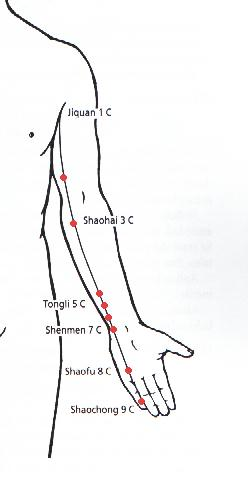 Jiquan 1 C
Shaohai 3 C
Tongli 5 C
Shenmen 7 C
Shaofu 8 C
Shaochong 9 C